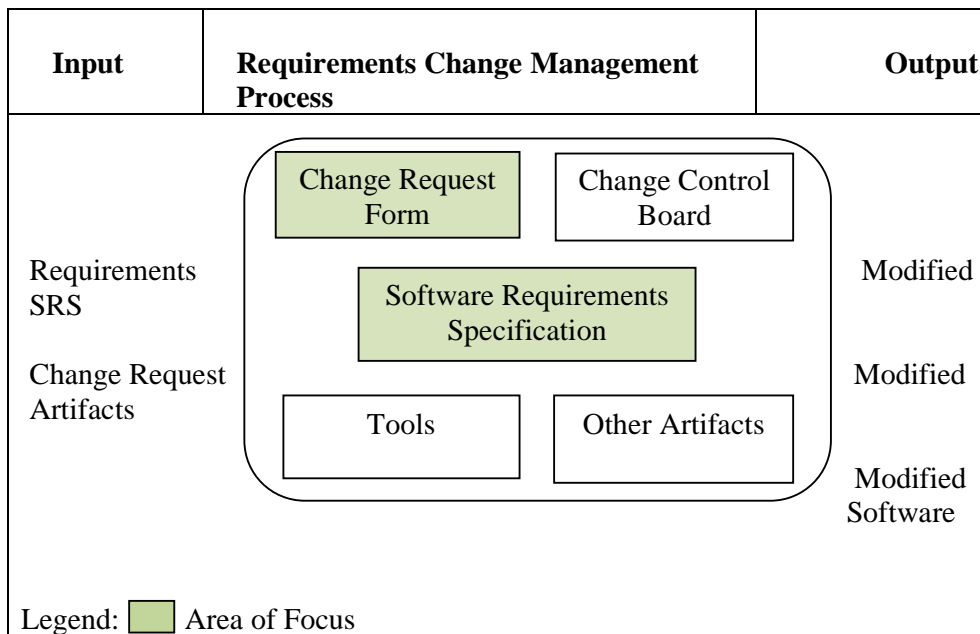 Input
Requirements Change Management
Process
Output
Change Request
Form
Change Control
Board
Requirements
SRS
Modified
Software Requirements
Specification
Change Request
Artifacts
Modified
Tools
Other Artifacts
Modified
Software
Legend:
Area of Focus